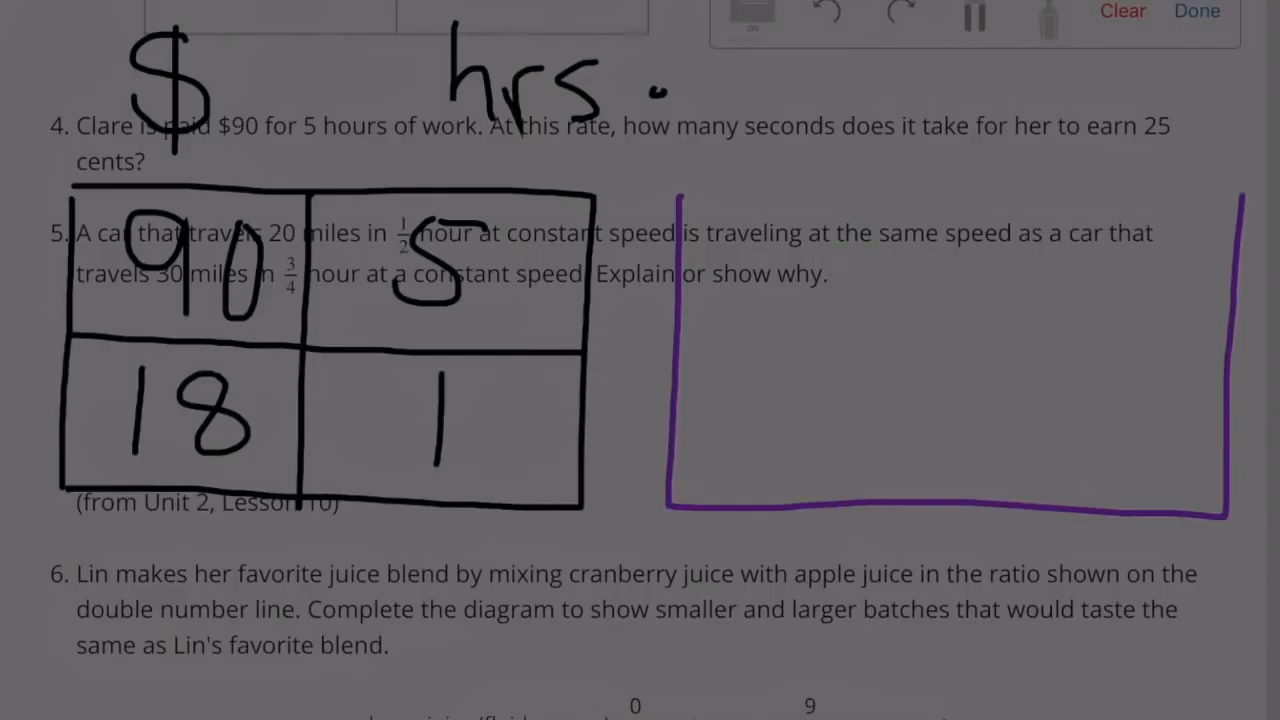 ON
Clear Done
$ hrs.
4. Clare is paid $90 for 5 hours of work. At this rate, how many seconds does it take for her to earn 25
cents?
90 5
5. A car that travels 20 miles in 1/2 hour at constant speed is traveling at the same speed as a car that
travels 30 miles in 3/4 hour at a constant speed. Explain or show why.
18 1
(from Unit 2, Lesson 10)
6. Lin makes her favorite juice blend by mixing cranberry juice with apple juice in the ratio shown on the
double number line. Complete the diagram to show smaller and larger batches that would taste the
same as Lin's favorite blend.
0 9